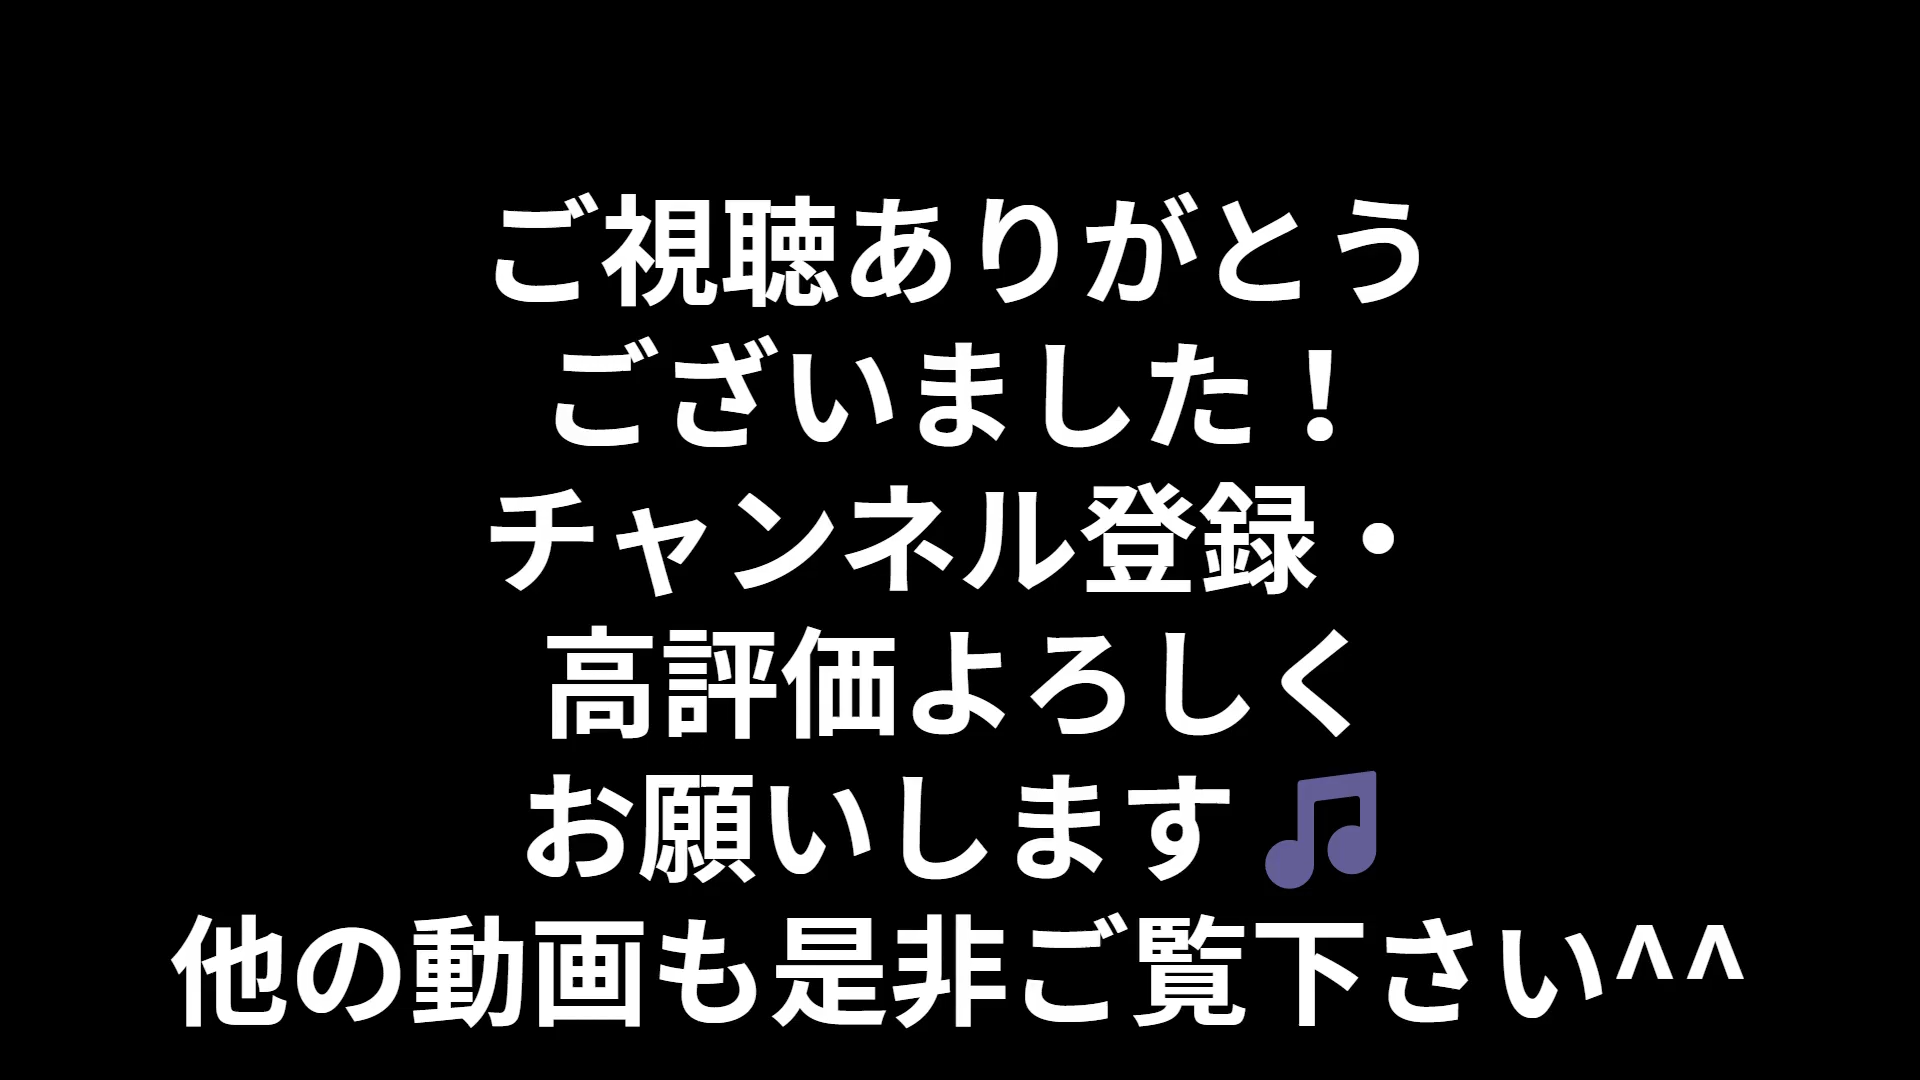 ご視聴ありがとう
ございました！
チャンネル登録・
高評価よろしく
お願いします🎵
他の動画も是非ご覧下さい^^